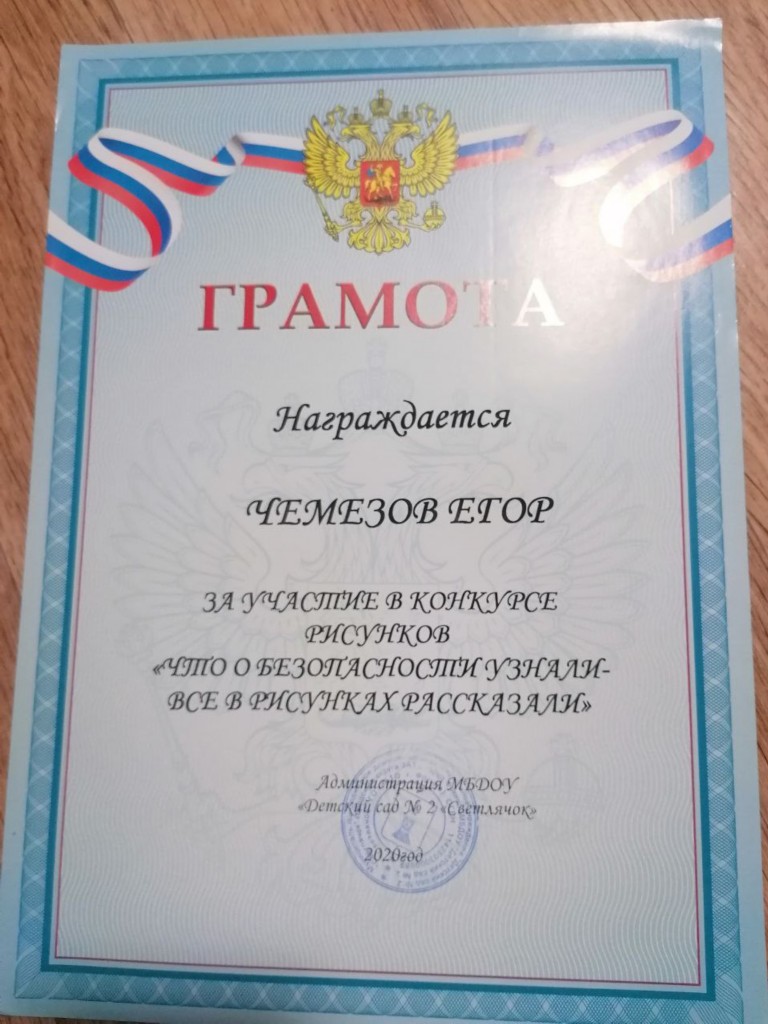 ГРАМОТА
Награждается
ЧЕМЕЗОВ ЕГОР
ЗА УЧАСТИЕ В КОНКУРСЕ
РИСУНКОВ
«ЧТО О БЕЗОПАСНОСТИ УЗНАЛИ-
ВСЕ В РИСУНКАХ РАССКАЗАЛИ»
Администрация МБДОУ
«Детский сад № 2 «Светлячок»
2020год